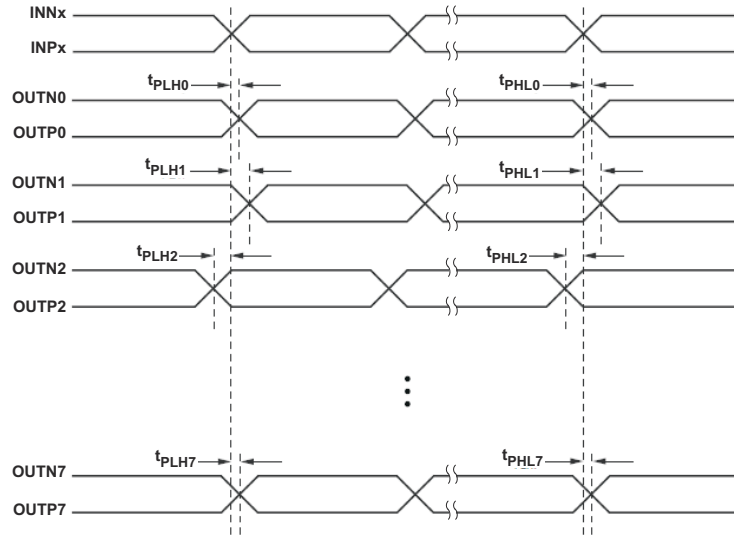 INNx
INPx
tPLH0 tPHL0
OUTN0
OUTP0
tPLH1 tPHL1
OUTN1
OUTP1
tPLH2 tPHL2
OUTN2
OUTP2
tPLH7 tPHL7
OUTN7
OUTP7